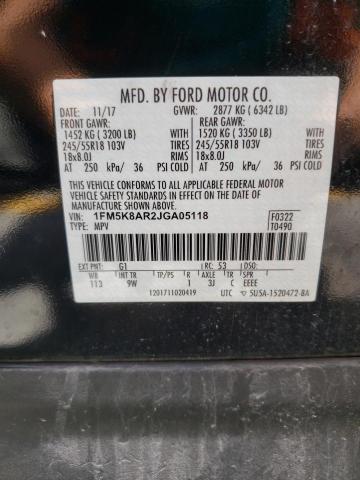 MFD. BY FORD MOTOR CO.
DATE: 11/17 GVWR: 2877 KG (6342 LB)
FRONT GAWR: REAR GAWR:
1452 KG (3200 LB) WITH 1520 KG (3350 LB) WITH
245/55R18 103V TIRES 245/55R18 103V TIRES
18x8.0J RIMS 18x8.0J RIMS
AT 250 kPa/ 36 PSI COLD AT 250 kPa/ 36 PSI COLD
THIS VEHICLE CONFORMS TO ALL APPLICABLE FEDERAL MOTOR
VEHICLE SAFETY AND THEFT PREVENTION STANDARDS IN EFFECT ON THE DATE OF
MANUFACTURE SHOWN ABOVE.
VIN: 1FM5K8AR2JGA05118 F0322
TYPE: MPV T0490
EXT PNT: G1 RC: 53 DSO:
WB INT TR TP/PS R AXLE TR SPR
113 9W 1 3J C EEEE
1201711020419 UTC 5U5A-1520472-BA